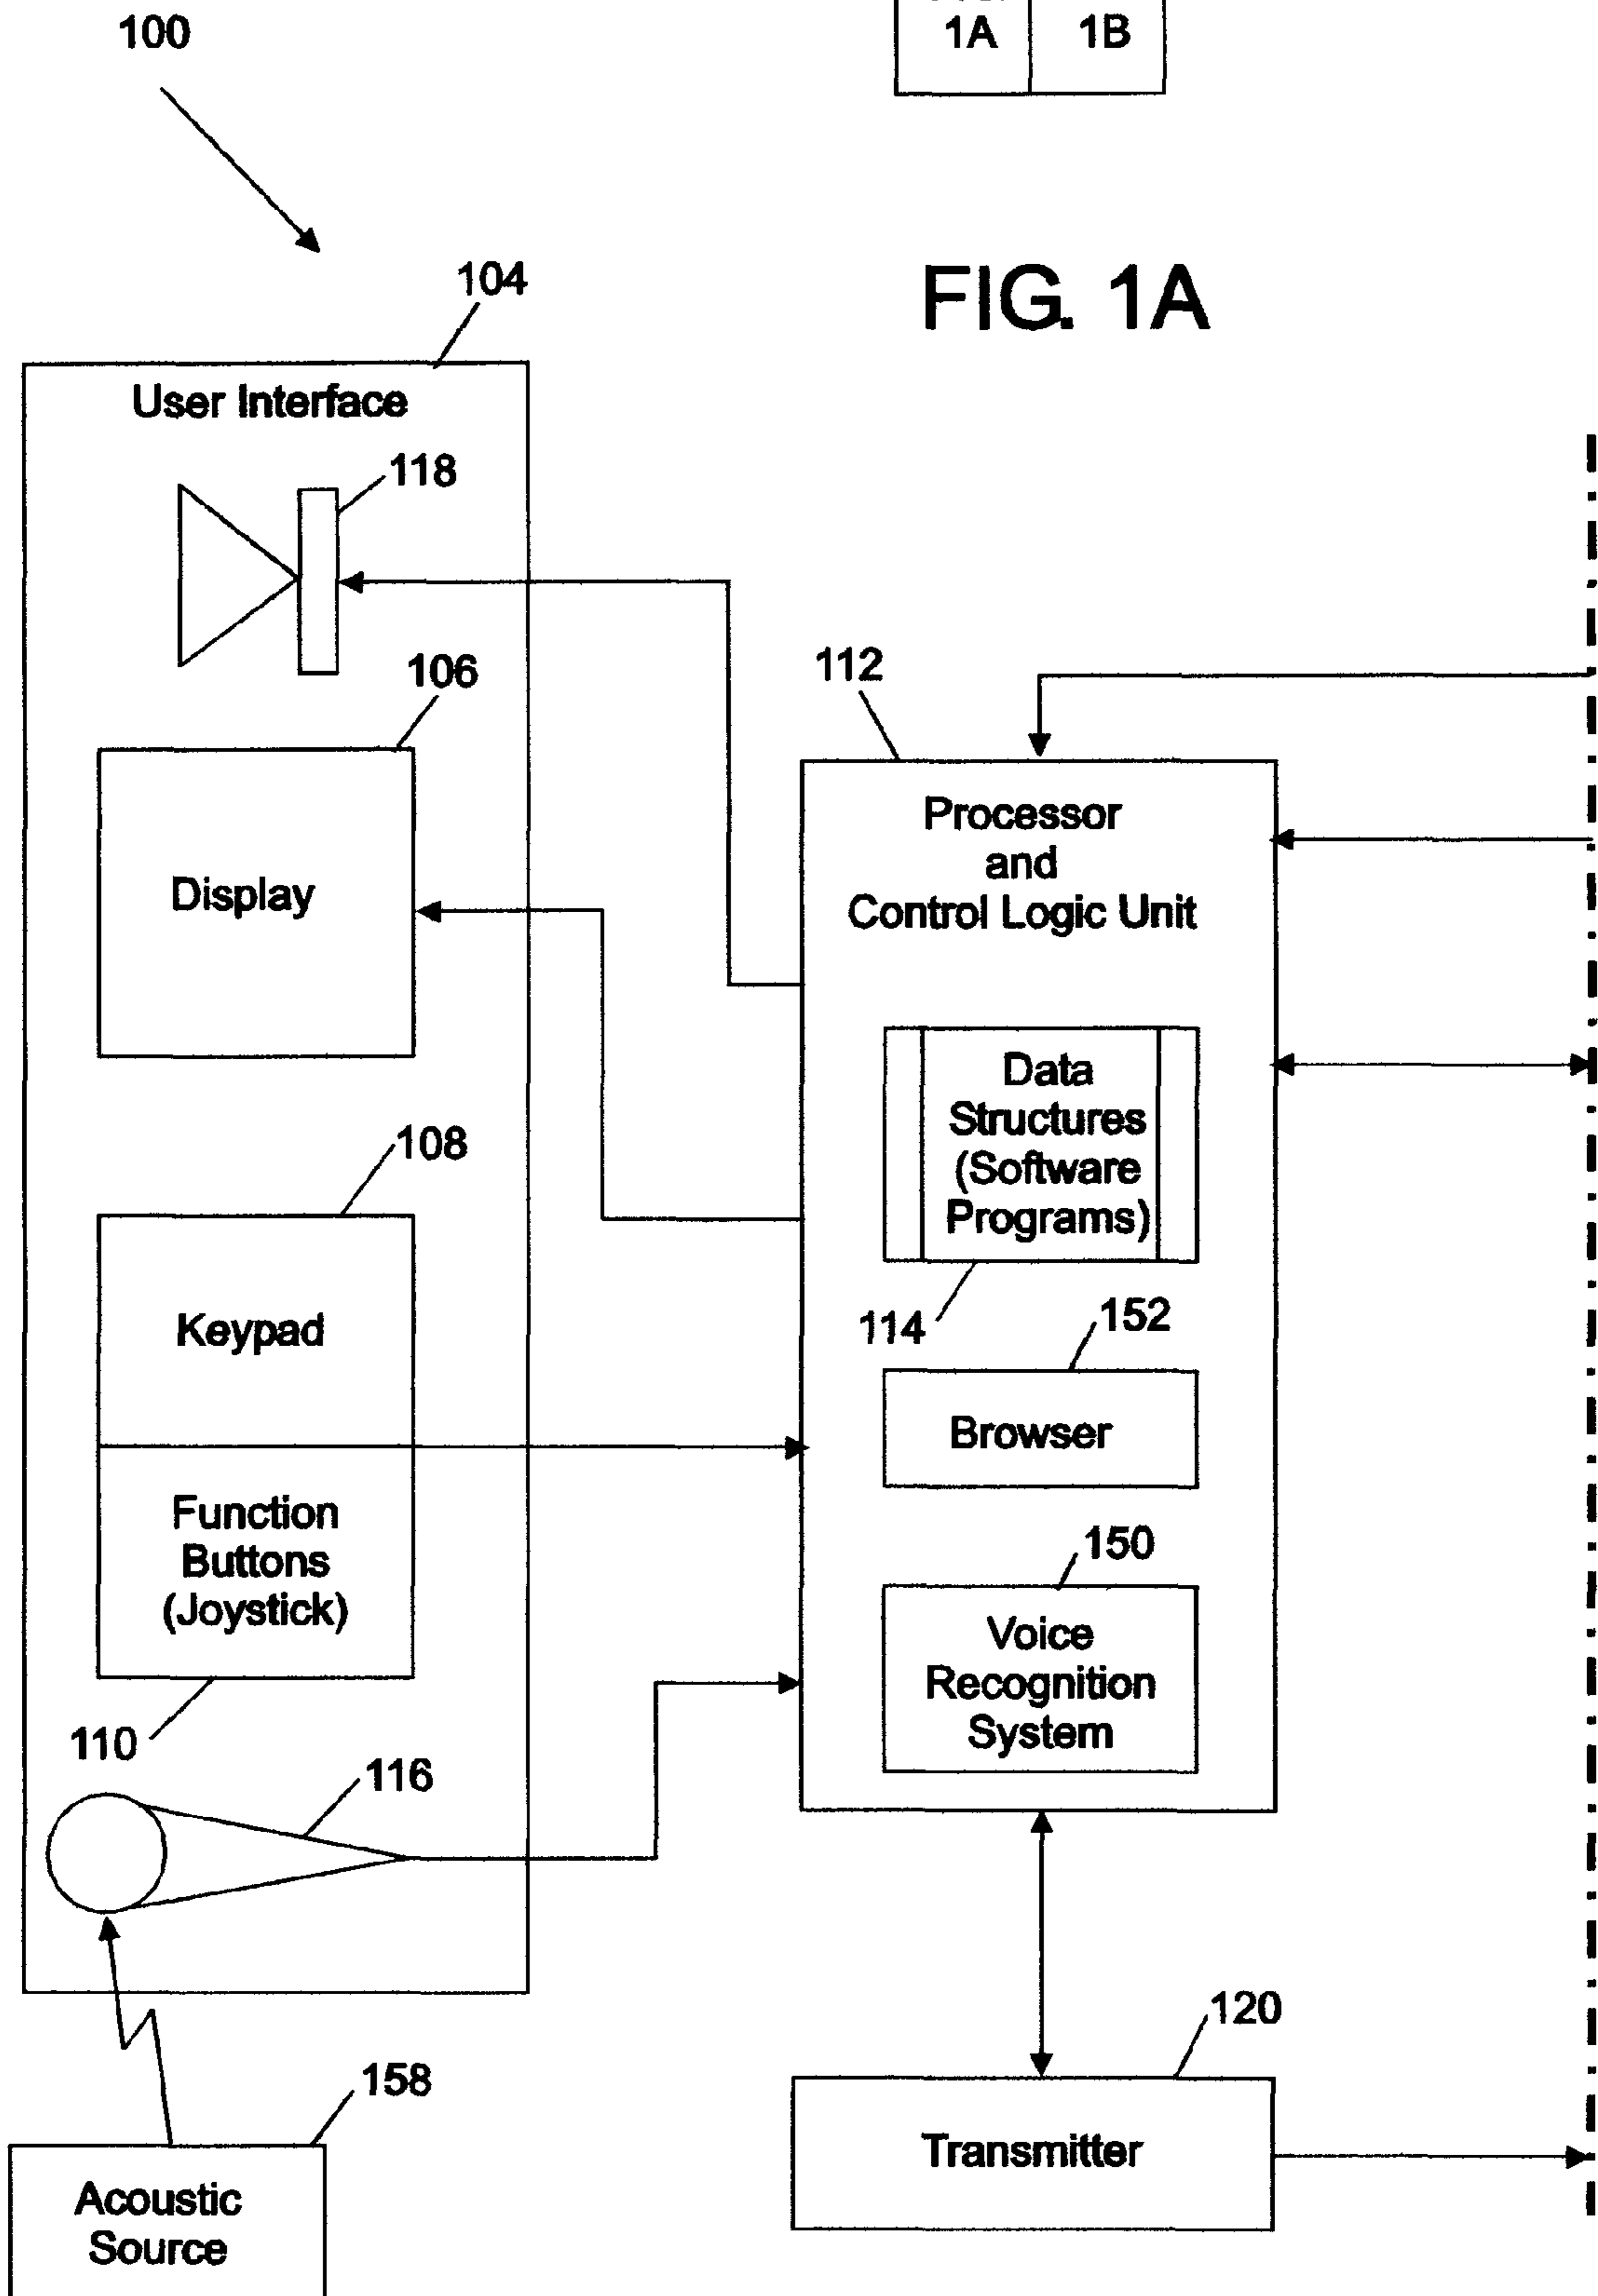 100
1A
1B
FIG. 1A
104
User Interface
118
106
Display
112
Processor
and
Control Logic Unit
Data
Structures
(Software
Programs)
114
108
Keypad
152
Browser
Function
Buttons
(Joystick)
110
150
Voice
Recognition
System
116
120
Transmitter
158
Acoustic
Source